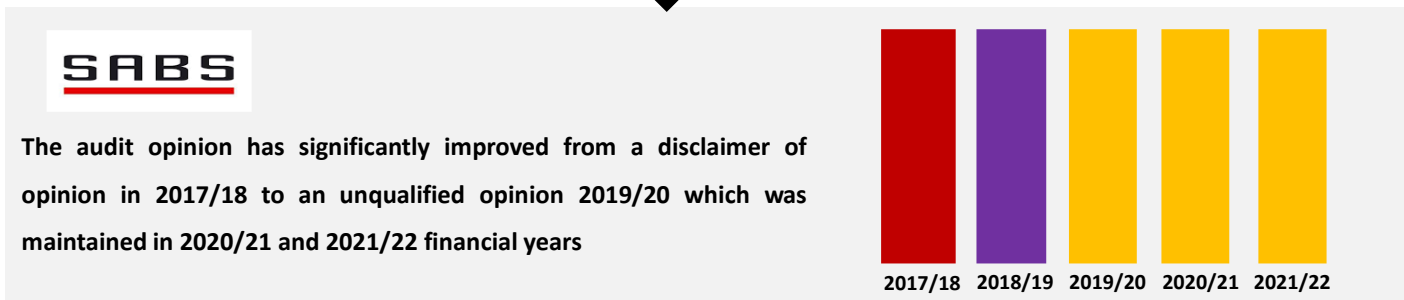 SABS
The audit opinion has significantly improved from a disclaimer of
opinion in 2017/18 to an unqualified opinion 2019/20 which was
maintained in 2020/21 and 2021/22 financial years
2017/18 2018/19 2019/20 2020/21 2021/22